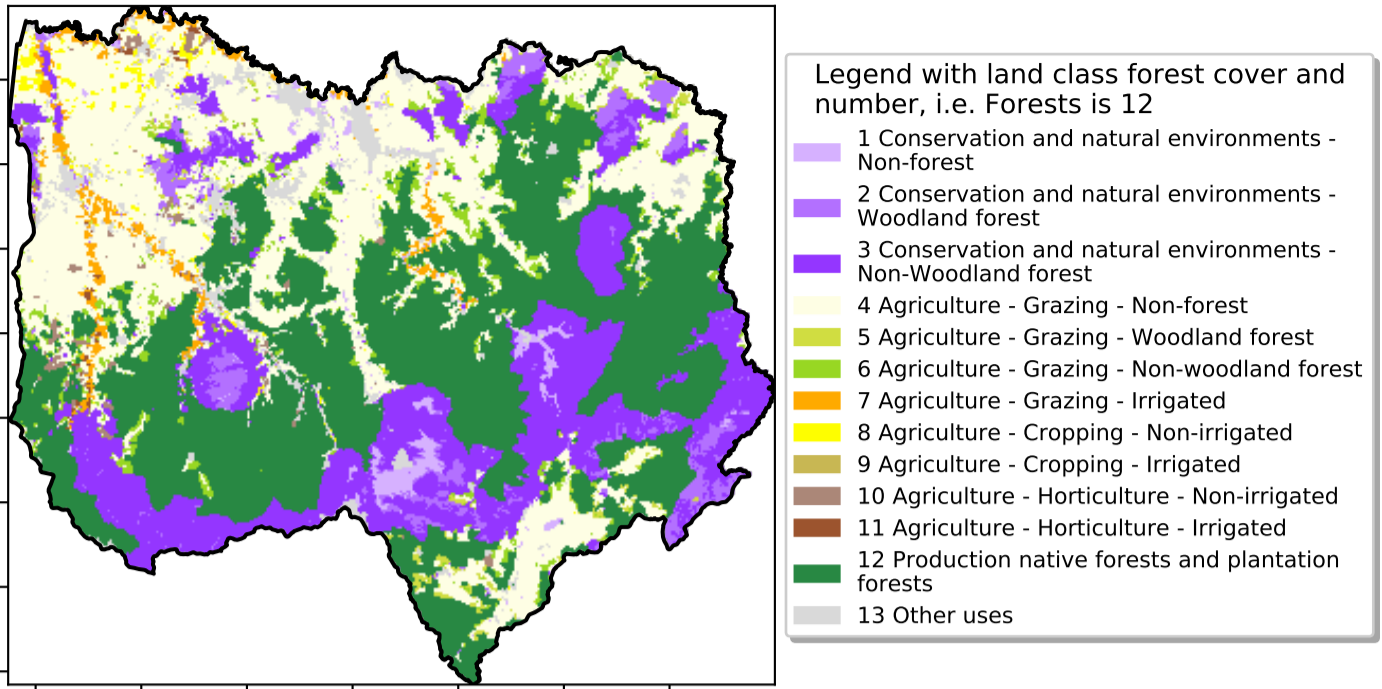 Legend with land class forest cover and
number, i.e. Forests is 12
1 Conservation and natural environments -
Non-forest
2 Conservation and natural environments -
Woodland forest
3 Conservation and natural environments -
Non-Woodland forest
4 Agriculture - Grazing - Non-forest
5 Agriculture - Grazing - Woodland forest
6 Agriculture - Grazing - Non-woodland forest
7 Agriculture - Grazing - Irrigated
8 Agriculture - Cropping - Non-irrigated
9 Agriculture - Cropping - Irrigated
10 Agriculture - Horticulture - Non-irrigated
11 Agriculture - Horticulture - Irrigated
12 Production native forests and plantation
forests
13 Other uses